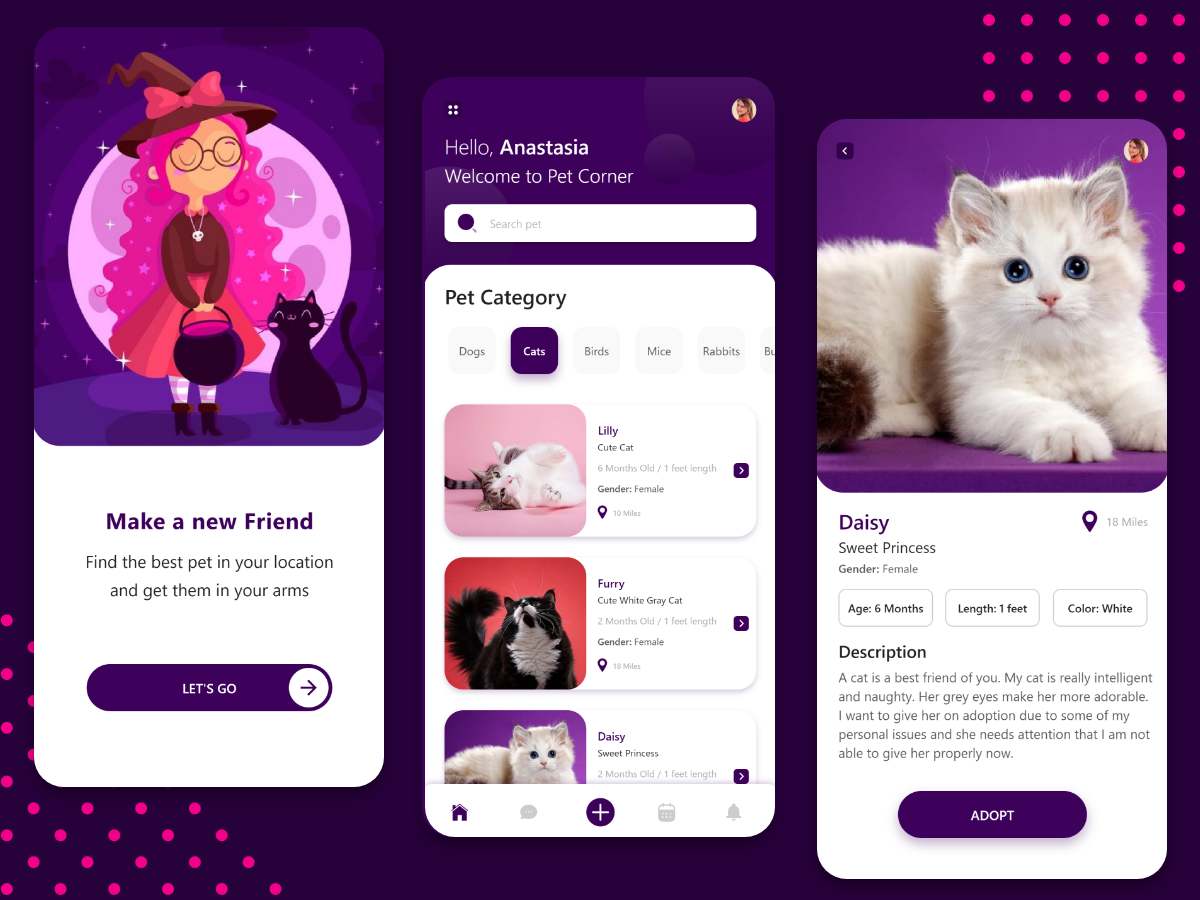 Make a new Friend
Find the best pet in your location
and get them in your arms
LET'S GO
Hello, Anastasia
Welcome to Pet Corner
Search pet
Pet Category
Dogs
Cats
Birds
Mice
Rabbits
Bu
Lilly
Cute Cat
6 Months Old / 1 feet length
Gender: Female
10 Miles
Furry
Cute White Gray Cat
2 Months Old / 1 feet length
Gender: Female
18 Miles
Daisy
Sweet Princess
2 Months Old / 1 feet length
Daisy
18 Miles
Sweet Princess
Gender: Female
Age: 6 Months
Length: 1 feet
Color: White
Description
A cat is a best friend of you. My cat is really intelligent
and naughty. Her grey eyes make her more adorable.
I want to give her on adoption due to some of my
personal issues and she needs attention that I am not
able to give her properly now.
ADOPT